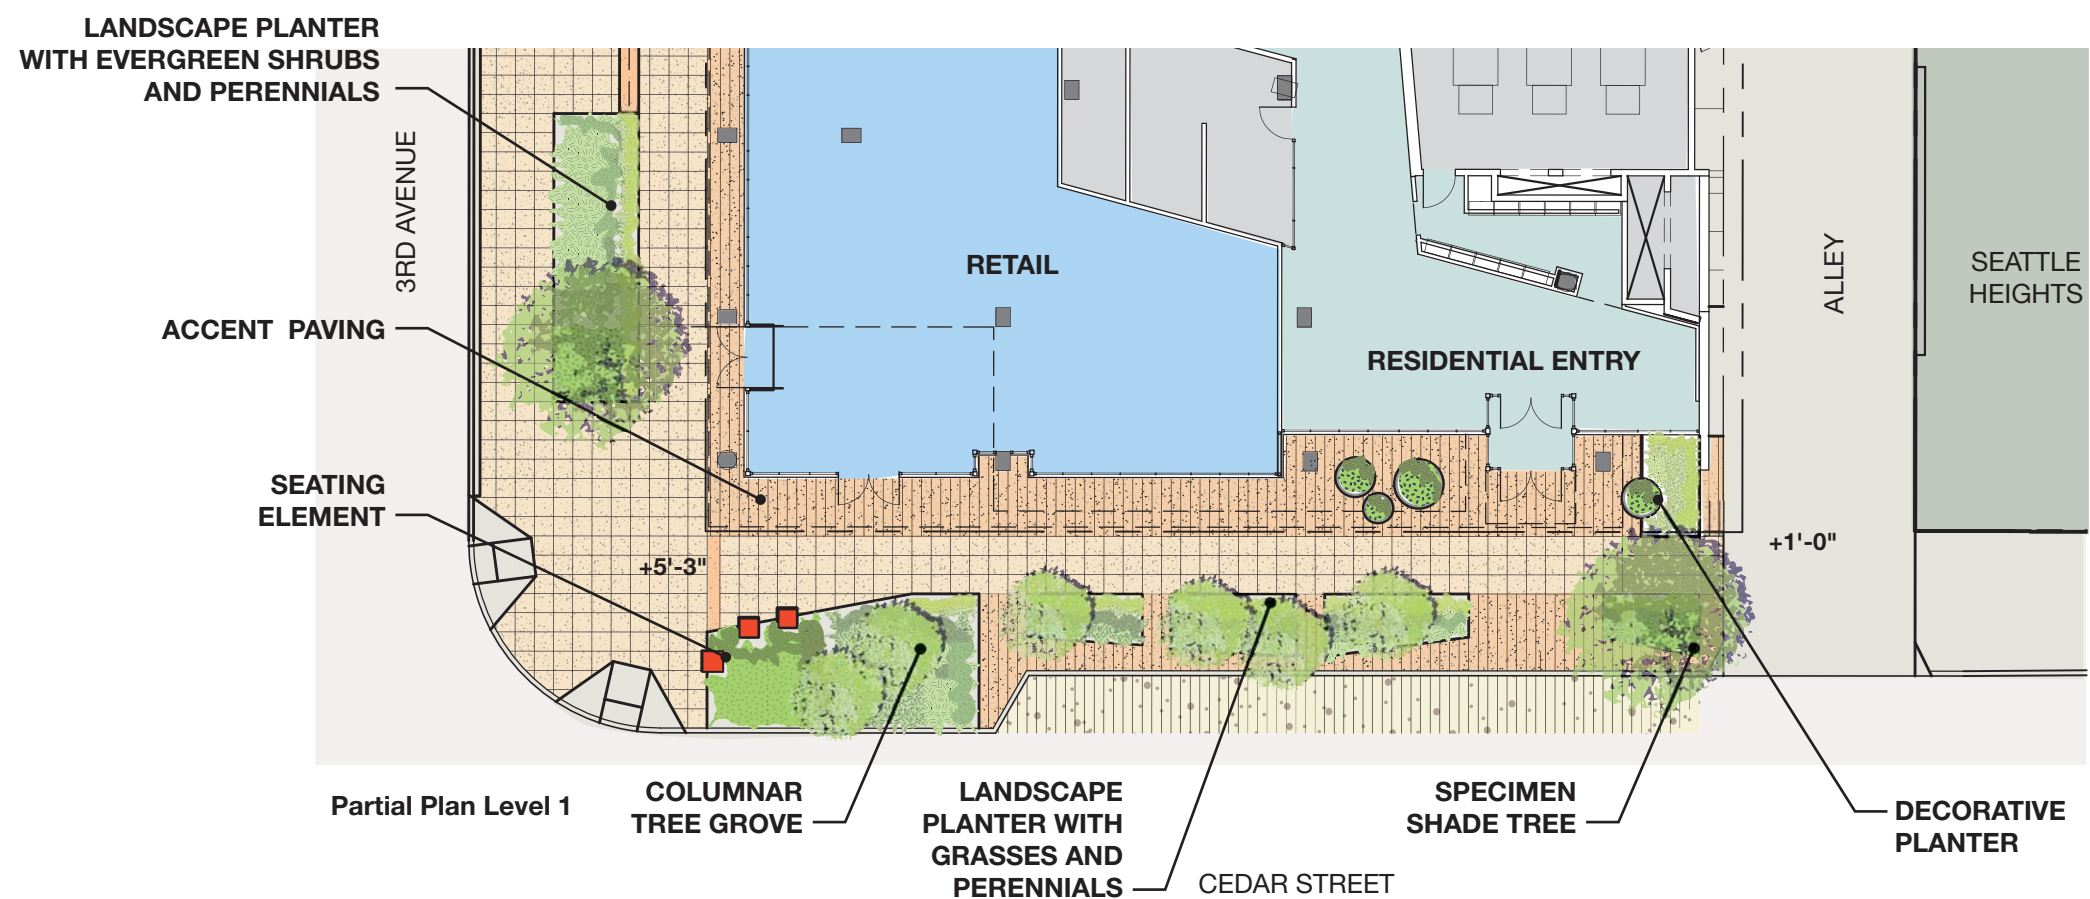 LANDSCAPE PLANTER
WITH EVERGREEN SHRUBS
AND PERENNIALS
3RD AVENUE
RETAIL
ALLEY
SEATTLE
HEIGHTS
ACCENT PAVING
RESIDENTIAL ENTRY
SEATING
ELEMENT
+5'-3"
+1'-0"
Partial Plan Level 1
COLUMNAR
TREE GROVE
LANDSCAPE
PLANTER WITH
GRASSES AND
PERENNIALS
CEDAR STREET
SPECIMEN
SHADE TREE
DECORATIVE
PLANTER